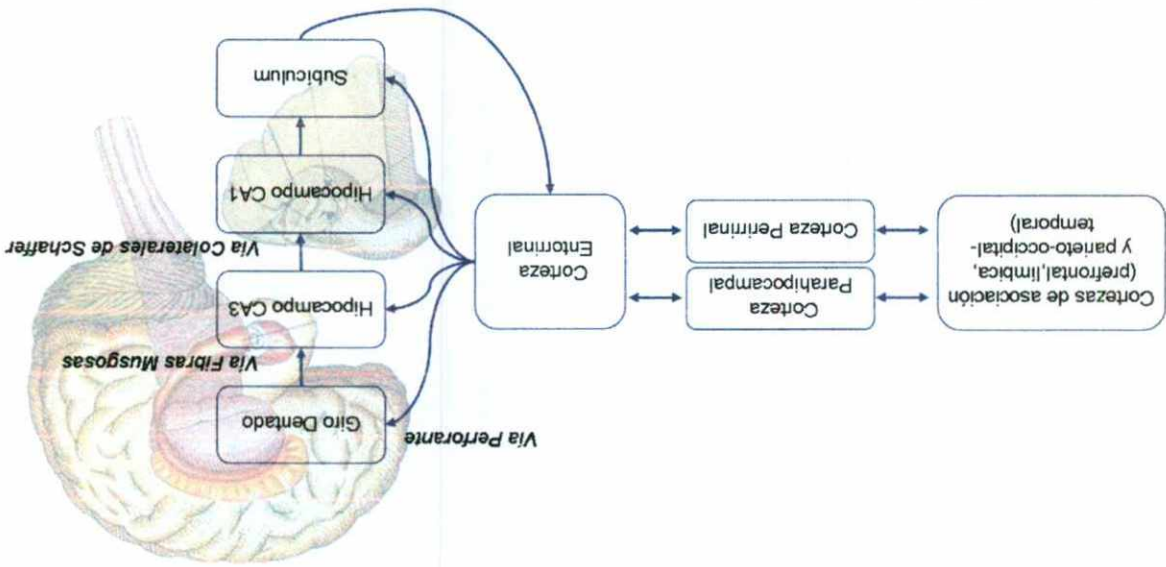 Cortezas de asociación
(prefrontal,límbica,
y parieto-occipital-
temporal)
Corteza
Parahipocampal
Corteza Peririnal
Corteza
Entorrinal
Vía Perforante
Giro Dentado
Vía Fibras Musgosas
Hipocampo CA3
Vía Colaterales de Schaffer
Hipocampo CA1
Subiculum